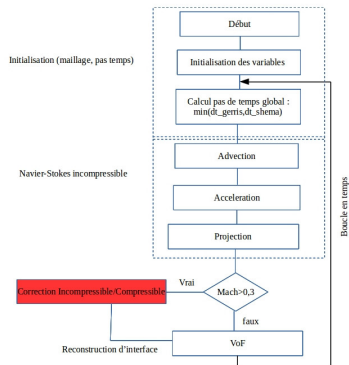 Début
Initialisation (maillage, pas temps)
Initialisation des variables
Calcul pas de temps global :
min(dt_gerris,dt_shema)
Advection
Navier-Stokes incompressible
Acceleration
Boucle en temps
Projection
Vrai
Mach>0,3
Correction Incompressible/Compressible
faux
VoF
Reconstruction d'interface